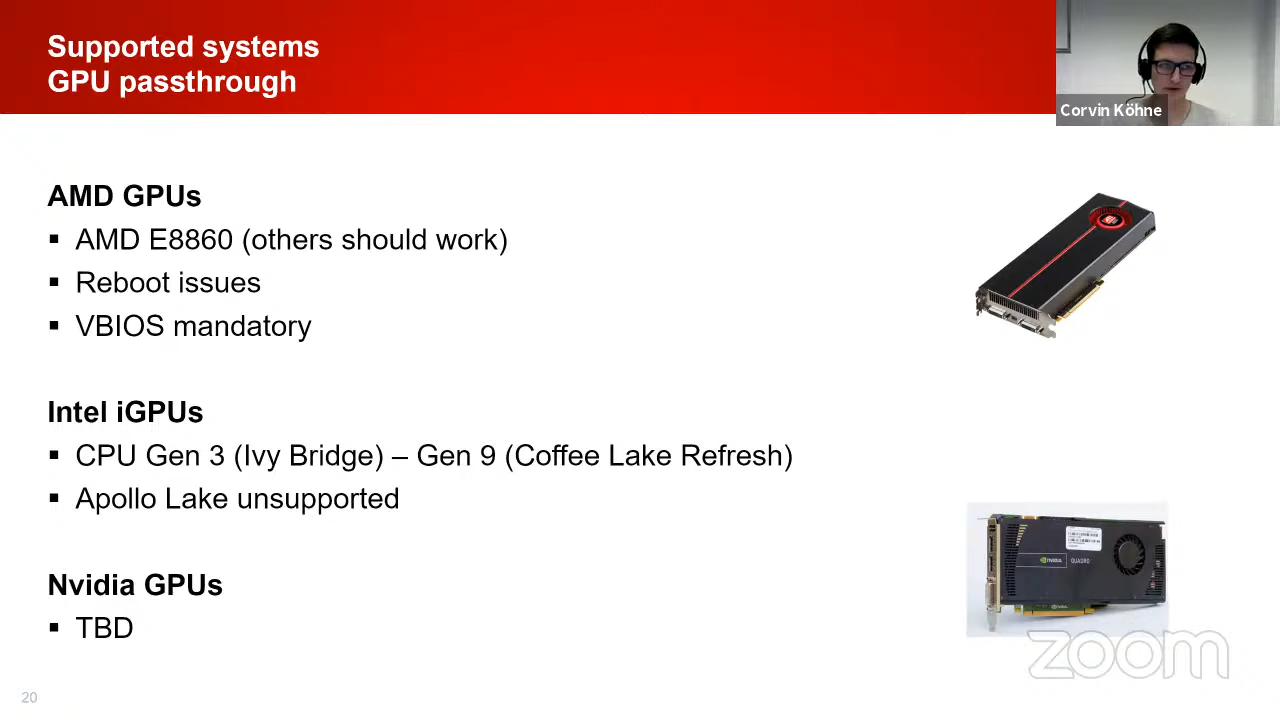 Supported systems
GPU passthrough
Corvin Köhne
AMD GPUs
▪ AMD E8860 (others should work)
▪ Reboot issues
▪ VBIOS mandatory
Intel iGPUs
▪ CPU Gen 3 (Ivy Bridge) – Gen 9 (Coffee Lake Refresh)
▪ Apollo Lake unsupported
NVIDIA QUADRO
Nvidia GPUs
▪ TBD
zoom
20